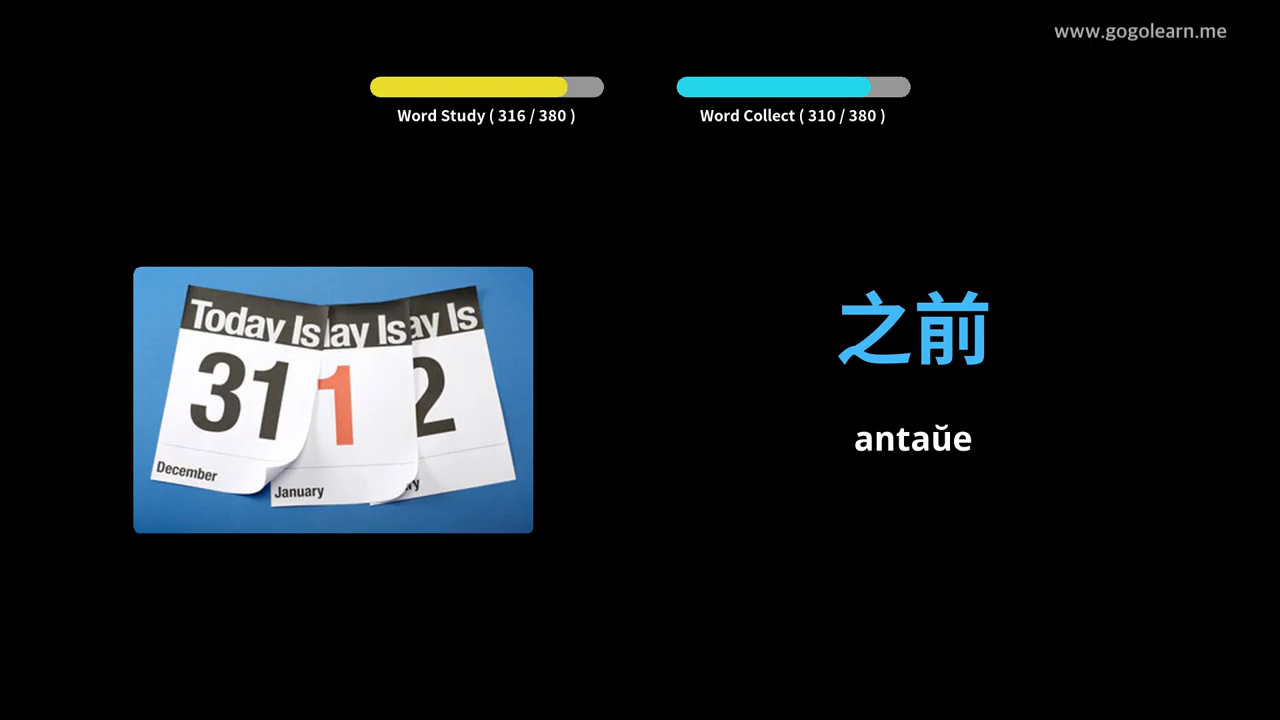 www.gogolearn.me
Word Study ( 316 / 380 )
Word Collect ( 310 / 380 )
Today Is
ay Is
ay Is
31
1
2
December
January
ry
之前
antaŭe